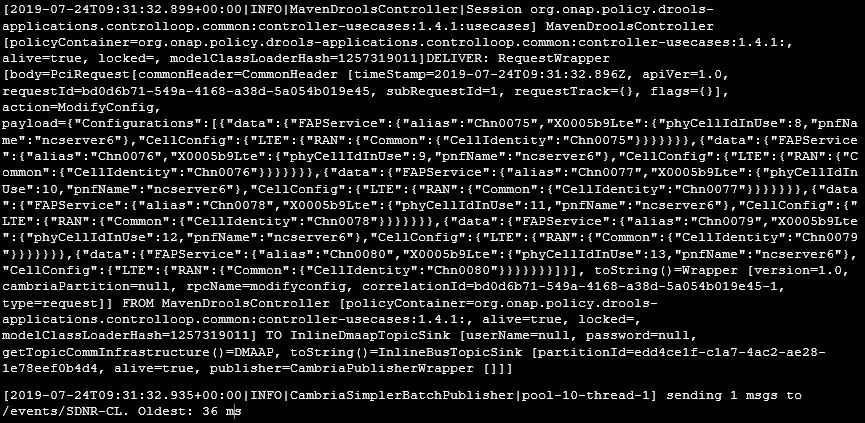 [2019-07-24T09:31:32.899+00:00|INFO|MavenDroolsController|Session org.onap.policy.drools-
applications.controlloop.common:controller-usecases:1.4.1:usecases] MavenDroolsController
[policyContainer=org.onap.policy.drools-applications.controlloop.common:controller-usecases:1.4.1:,
alive=true, locked=, modelClassLoaderHash=1257319011]DELIVER: RequestWrapper
[body=PciRequest[commonHeader=CommonHeader [timeStamp=2019-07-24T09:31:32.896Z, apiVer=1.0,
requestId=bd0d6b71-549a-4168-a38d-5a054b019e45, subRequestId=1, requestTrack={}, flags={}],
action=ModifyConfig,
payload={"Configurations":[{"data":{"FAPService":{"alias":"Chn0075","X0005b9Lte":{"phyCellIdInUse":8,"pnfNa
me":"ncserver6"},"CellConfig":{"LTE":{"RAN":{"Common":{"CellIdentity":"Chn0075"}}}}}}},{"data":{"FAPService
":{"alias":"Chn0076","X0005b9Lte":{"phyCellIdInUse":9,"pnfName":"ncserver6"},"CellConfig":{"LTE":{"RAN":{"C
ommon":{"CellIdentity":"Chn0076"}}}}}}},{"data":{"FAPService":{"alias":"Chn0077","X0005b9Lte":{"phyCellIdIn
Use":10,"pnfName":"ncserver6"},"CellConfig":{"LTE":{"RAN":{"Common":{"CellIdentity":"Chn0077"}}}}}}},{"data
":{"FAPService":{"alias":"Chn0078","X0005b9Lte":{"phyCellIdInUse":11,"pnfName":"ncserver6"},"CellConfig":{"
LTE":{"RAN":{"Common":{"CellIdentity":"Chn0078"}}}}}}},{"data":{"FAPService":{"alias":"Chn0079","X0005b9Lte
":{"phyCellIdInUse":12,"pnfName":"ncserver6"},"CellConfig":{"LTE":{"RAN":{"Common":{"CellIdentity":"Chn0079
"}}}}}}},{"data":{"FAPService":{"alias":"Chn0080","X0005b9Lte":{"phyCellIdInUse":13,"pnfName":"ncserver6"},
"CellConfig":{"LTE":{"RAN":{"Common":{"CellIdentity":"Chn0080"}}}}}}}]}], toString()=Wrapper [version=1.0,
cambriaPartition=null, rpcName=modifyconfig, correlationId=bd0d6b71-549a-4168-a38d-5a054b019e45-1,
type=request]] FROM MavenDroolsController [policyContainer=org.onap.policy.drools-
applications.controlloop.common:controller-usecases:1.4.1:, alive=true, locked=,
modelClassLoaderHash=1257319011] TO InlineDmaapTopicSink [userName=null, password=null,
getTopicCommInfrastructure()=DMAAP, toString()=InlineBusTopicSink [partitionId=edd4ce1f-c1a7-4ac2-ae28-
1e78eef0b4d4, alive=true, publisher=CambriaPublisherWrapper []]]
[2019-07-24T09:31:32.935+00:00|INFO|CambriaSimplerBatchPublisher|pool-10-thread-1] sending 1 msgs to
/events/SDNR-CL. Oldest: 36 ms